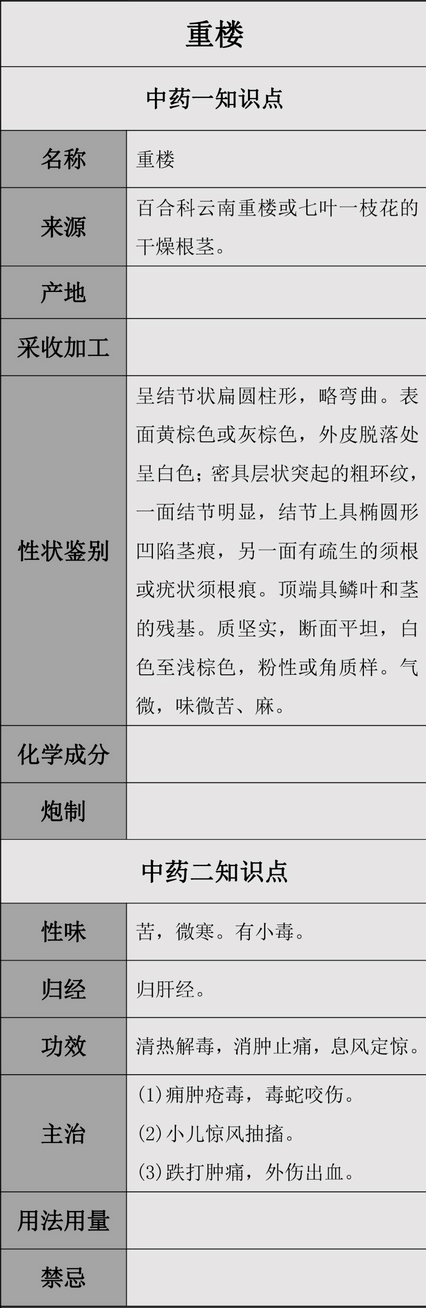 重楼
中药一知识点
名称
重楼
来源
百合科云南重楼或七叶一枝花的
干燥根茎。
产地
采收加工
性状鉴别
呈结节状扁圆柱形，略弯曲。表
面黄棕色或灰棕色，外皮脱落处
呈白色；密具层状突起的粗环纹，
一面结节明显，结节上具椭圆形
凹陷茎痕，另一面有疏生的须根
或疣状须根痕。顶端具鳞叶和茎
的残基。质坚实，断面平坦，白
色至浅棕色，粉性或角质样。气
微，味微苦、麻。
化学成分
炮制
中药二知识点
性味
苦，微寒。有小毒。
归经
归肝经。
功效
清热解毒，消肿止痛，息风定惊。
主治
(1)痈肿疮毒，毒蛇咬伤。
(2)小儿惊风抽搐。
(3)跌打肿痛，外伤出血。
用法用量
禁忌